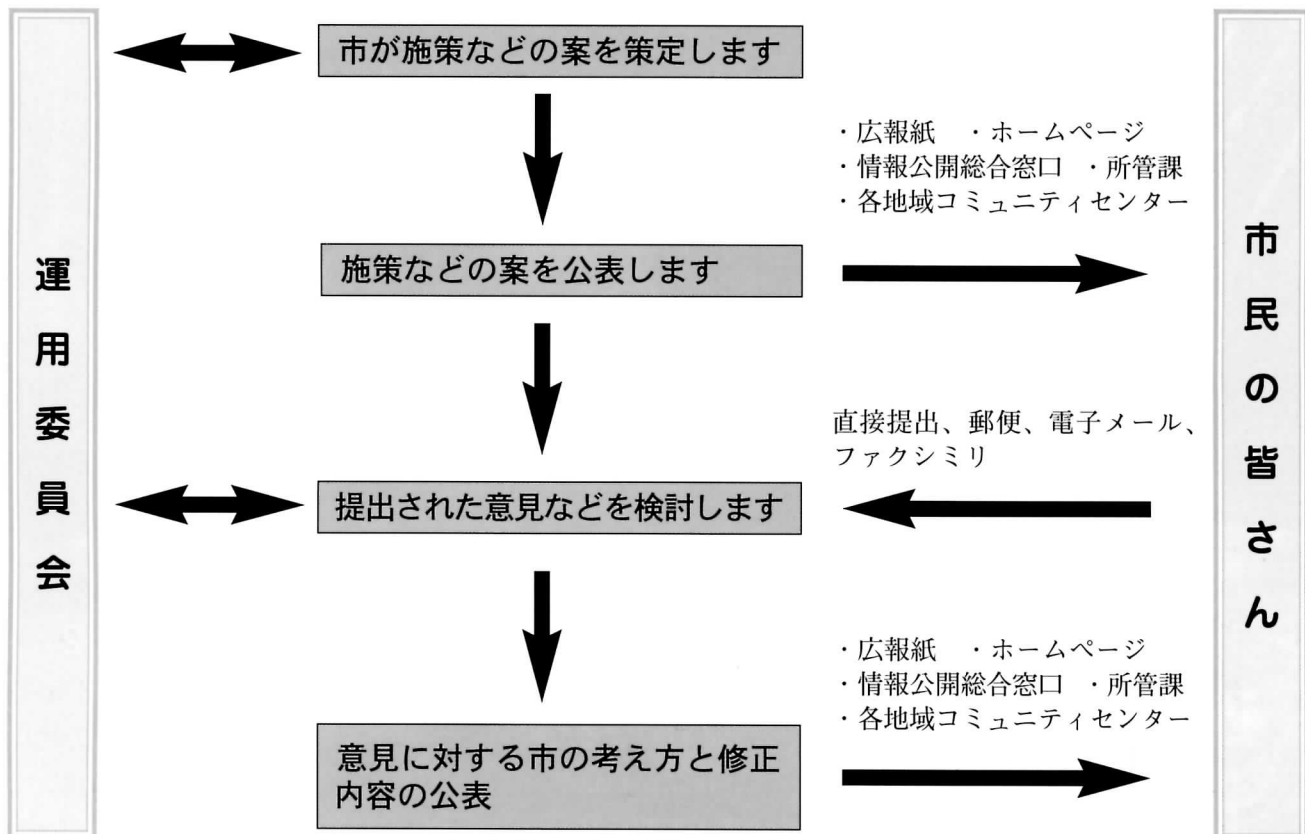 運用委員会
市が施策などの案を策定します
・広報紙　・ホームページ
・情報公開総合窓口　・所管課
・各地域コミュニティセンター
施策などの案を公表します
直接提出、郵便、電子メール、
ファクシミリ
提出された意見などを検討します
・広報紙　・ホームページ
・情報公開総合窓口　・所管課
・各地域コミュニティセンター
意見に対する市の考え方と修正
内容の公表
市民の皆さん